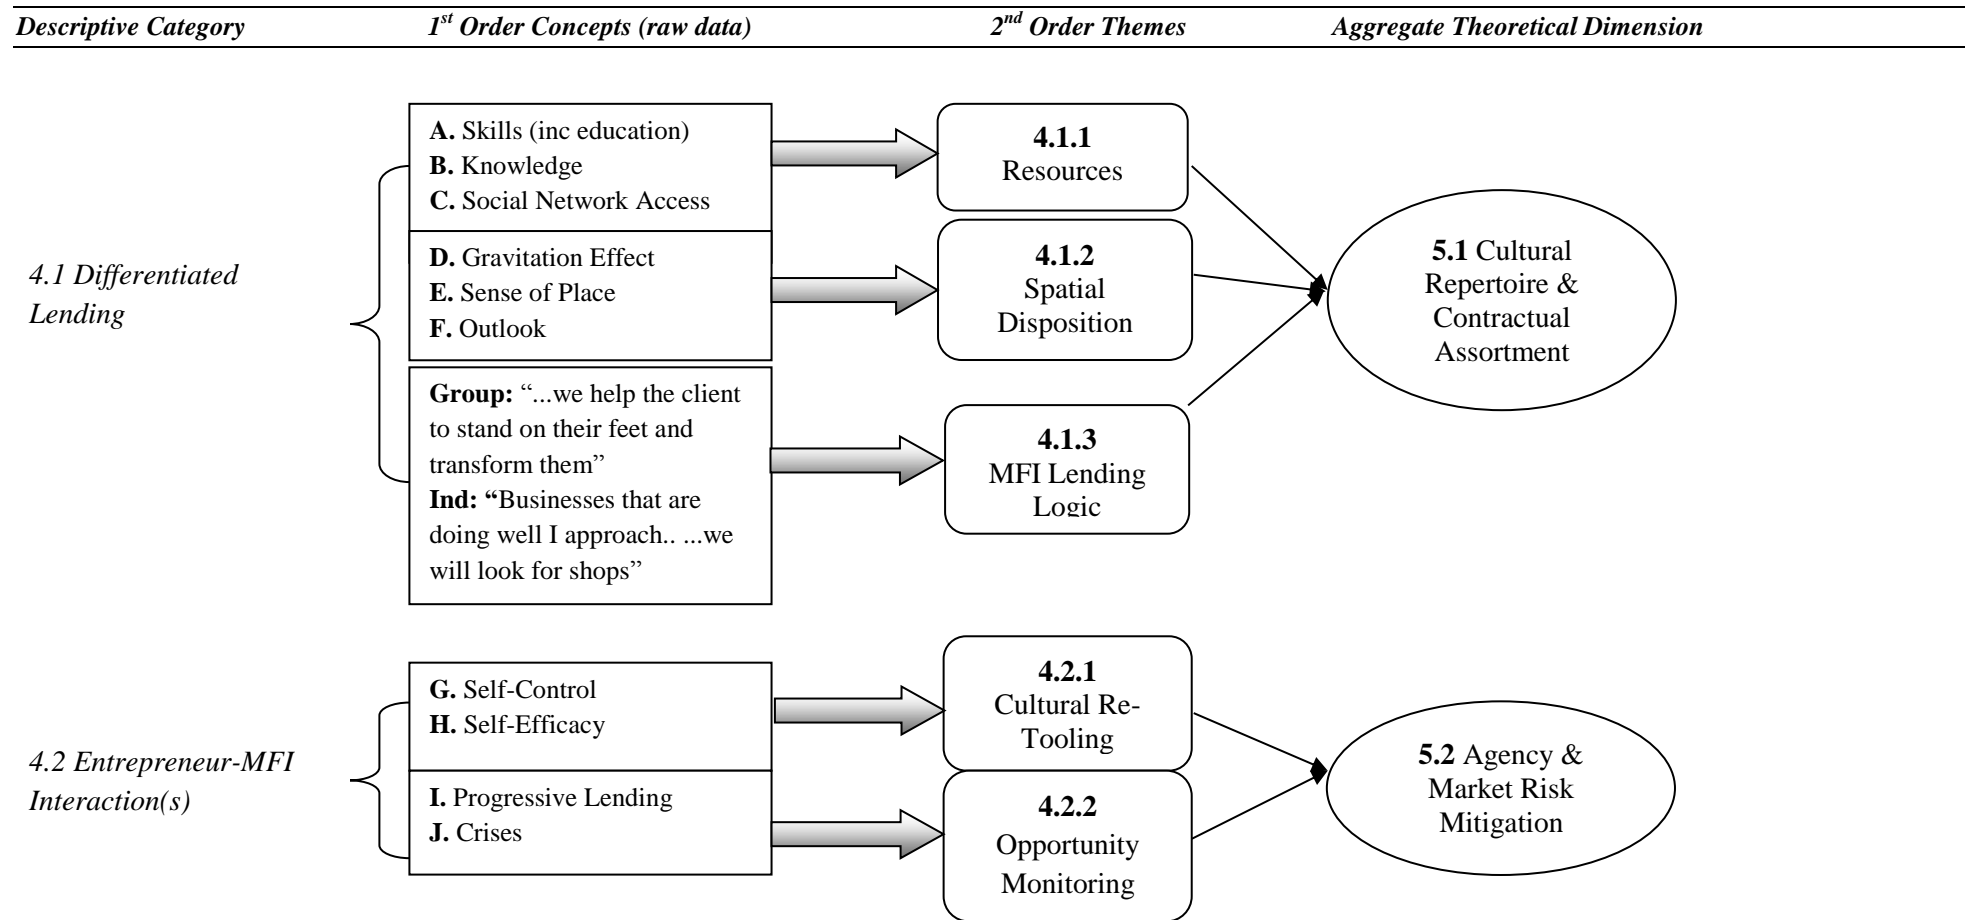 Descriptive Category 1st Order Concepts (raw data) 2nd Order Themes Aggregate Theoretical Dimension
4.1 Differentiated
Lending
A. Skills (inc education)
B. Knowledge
C. Social Network Access
D. Gravitation Effect
E. Sense of Place
F. Outlook
Group: “...we help the client
to stand on their feet and
transform them”
Ind: “Businesses that are
doing well I approach.. ...we
will look for shops”
4.1.1
Resources
4.1.2
Spatial
Disposition
4.1.3
MFI Lending
Logic
5.1 Cultural
Repertoire &
Contractual
Assortment
4.2 Entrepreneur-MFI
Interaction(s)
G. Self-Control
H. Self-Efficacy
I. Progressive Lending
J. Crises
4.2.1
Cultural Re-
Tooling
4.2.2
Opportunity
Monitoring
5.2 Agency &
Market Risk
Mitigation